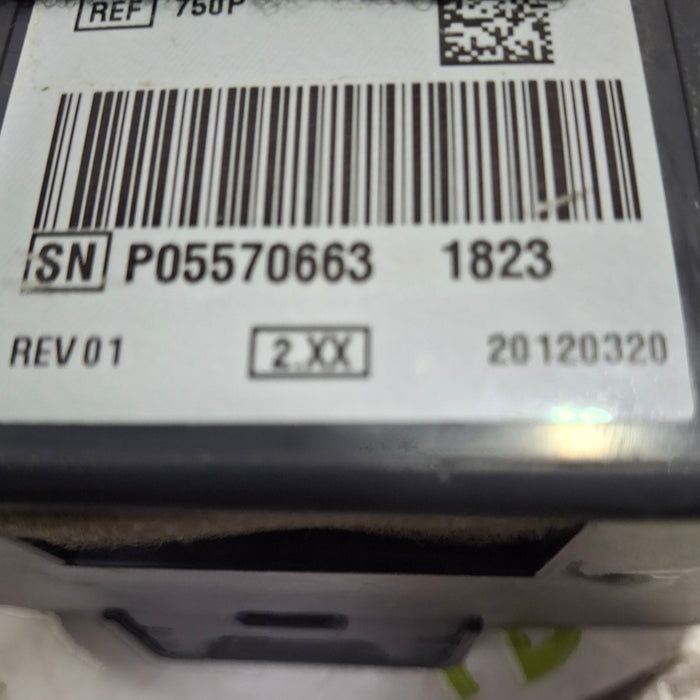 REF 750P
SN P05570663 1823
REV 01 2.XX 20120320